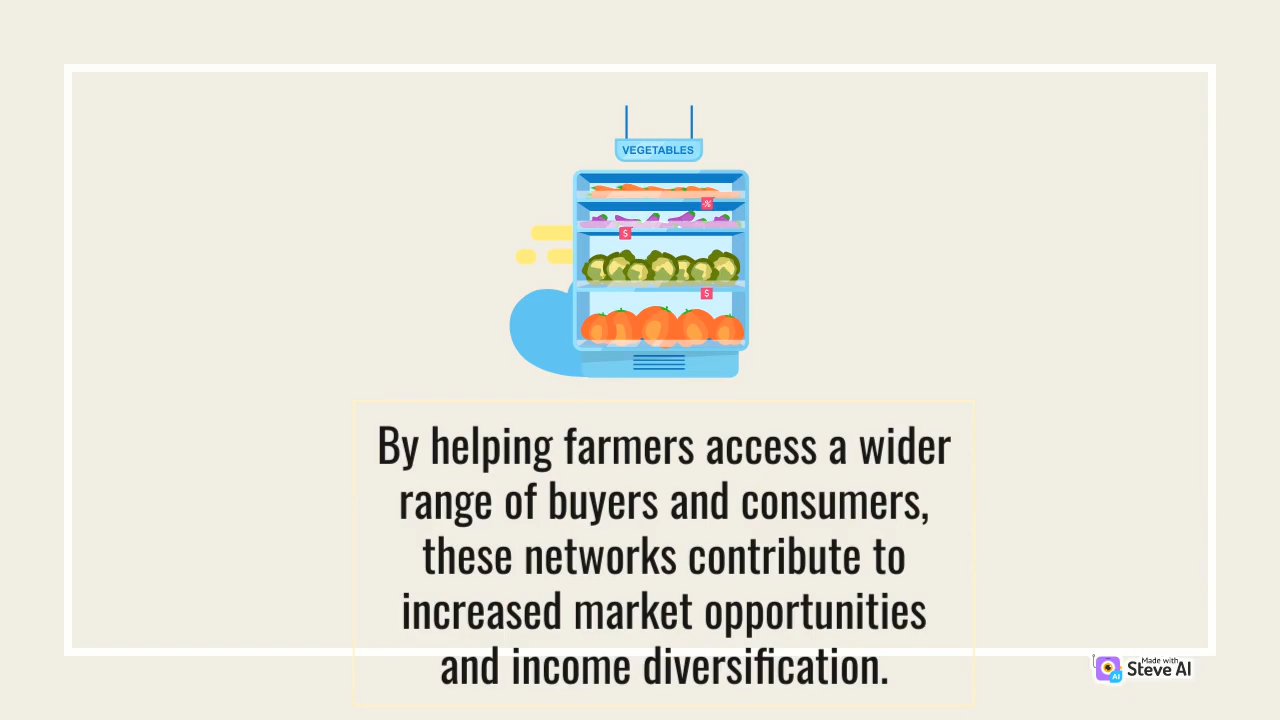 VEGETABLES
%
$
$
By helping farmers access a wider
range of buyers and consumers,
these networks contribute to
increased market opportunities
and income diversification.
Made with
Steve AI
AI